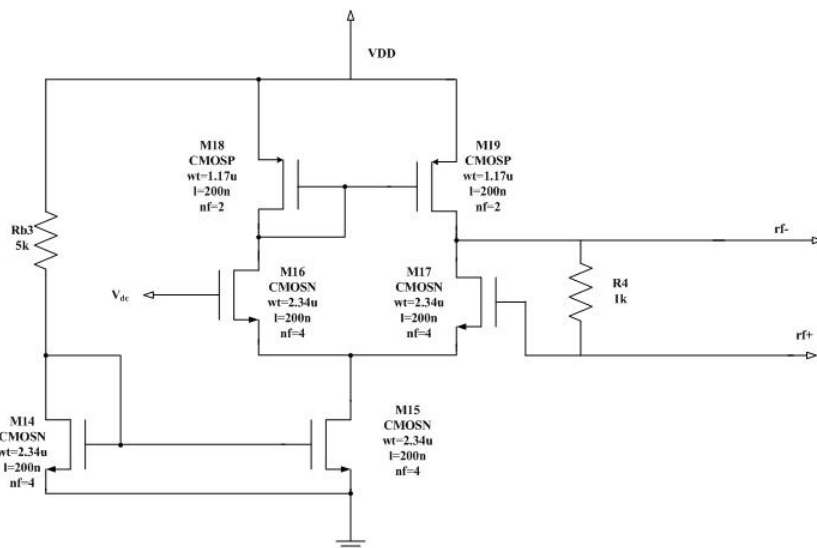 VDD
M18
CMOSP
wt=1.17u
l=200n
nf=2
M19
CMOSP
wt=1.17u
l=200n
nf=2
Rb3
5k
rf-
Vdc
M16
CMOSN
wt=2.34u
l=200n
nf=4
M17
CMOSN
wt=2.34u
l=200n
nf=4
R4
1k
rf+
M14
CMOSN
wt=2.34u
l=200n
nf=4
M15
CMOSN
wt=2.34u
l=200n
nf=4